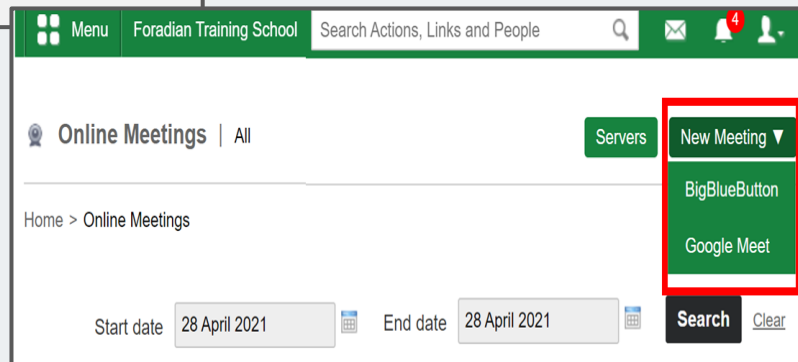 Menu Foradian Training School Search Actions, Links and People 4
Online Meetings | All Servers New Meeting ▼
BigBlueButton
Home > Online Meetings
Google Meet
Start date 28 April 2021 End date 28 April 2021 Search Clear